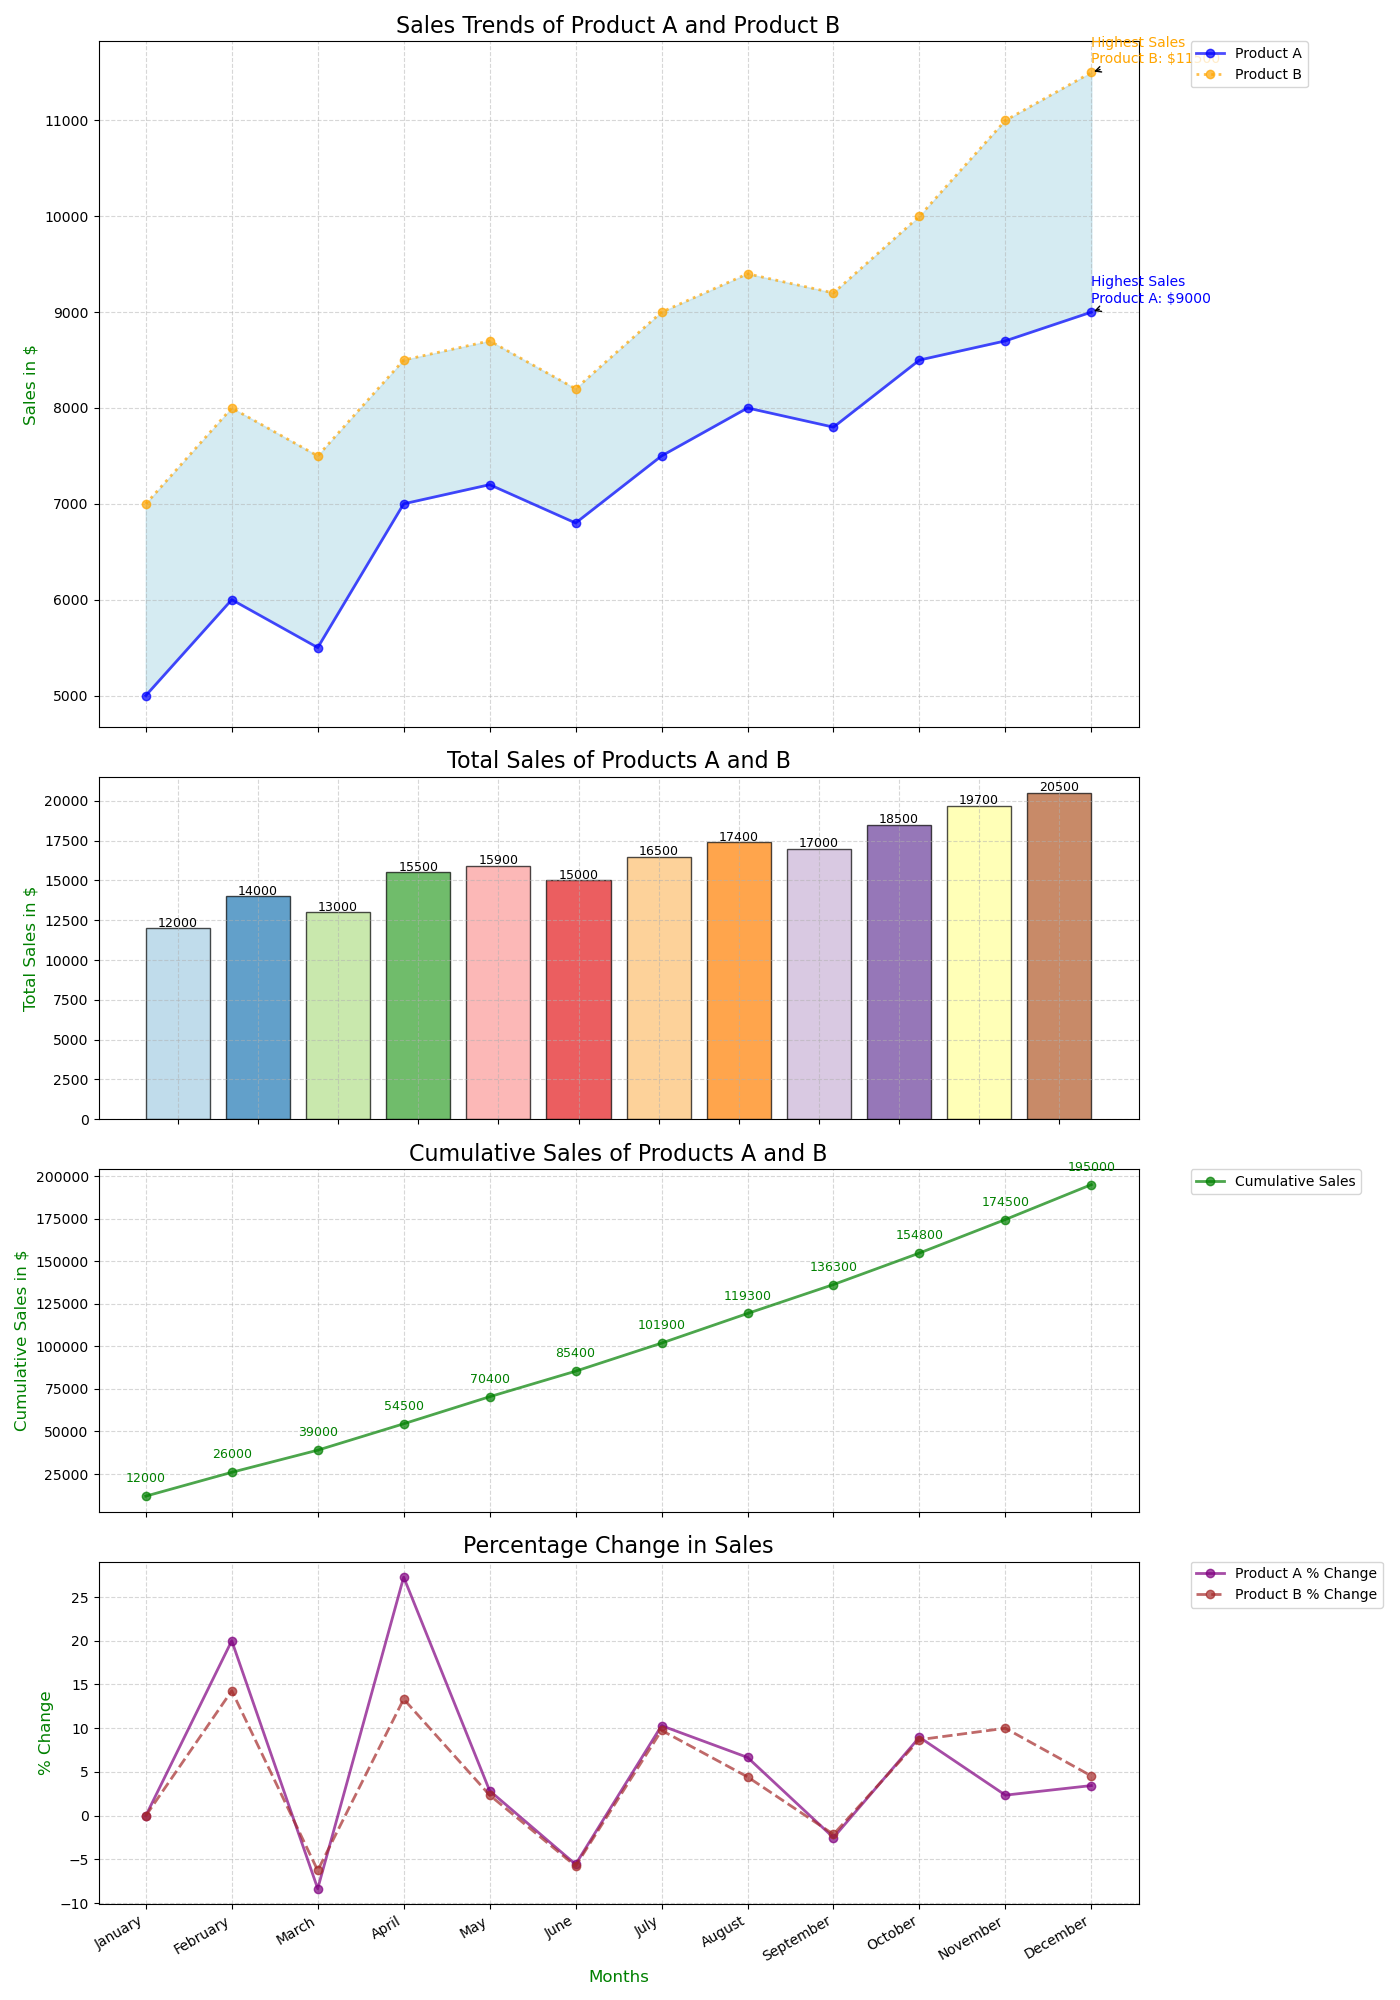 Sales Trends of Product A and Product B
Highest Sales
Product B: $11
Product A
Product B
11000
10000
9000
8000
7000
6000
5000
Sales in $
Highest Sales
Product A: $9000
Total Sales of Products A and B
20000
17500
15000
12500
10000
7500
5000
2500
0
Total Sales in $
12000
14000
13000
15500
15900
15000
16500
17400
17000
18500
19700
20500
Cumulative Sales of Products A and B
Cumulative Sales
200000
175000
150000
125000
100000
75000
50000
25000
Cumulative Sales in $
12000
26000
39000
54500
70400
85400
101900
119300
136300
154800
174500
195000
Percentage Change in Sales
Product A % Change
Product B % Change
25
20
15
10
5
0
−5
−10
% Change
January
February
March
April
May
June
July
August
September
October
November
December
Months